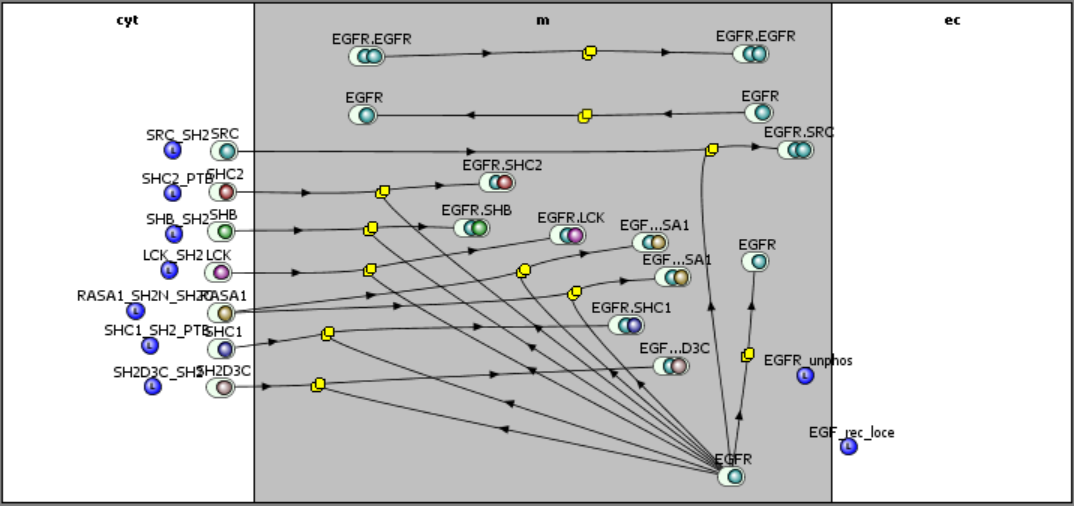 cyt
m
ec
EGFR.EGFR
EGFR.EGFR
EGFR
EGFR
EGFR.SRC
SRC_SH2
SRC
EGFR.SHC2
SHC2_PTB
SHC2
EGFR.SHB
SHB_SH2
SHB
EGFR.LCK
EGF...SA1
EGFR
LCK_SH2
LCK
EGF...SA1
RASA1_SH2N_SH2C
RASA1
EGFR.SHC1
SHC1_SH2_PTB
SHC1
EGF...D3C
EGFR_unphos
SH2D3C_SH2
SH2D3C
EGF_rec_loce
EGFR
L
L
L
L
L
L
L
L
L